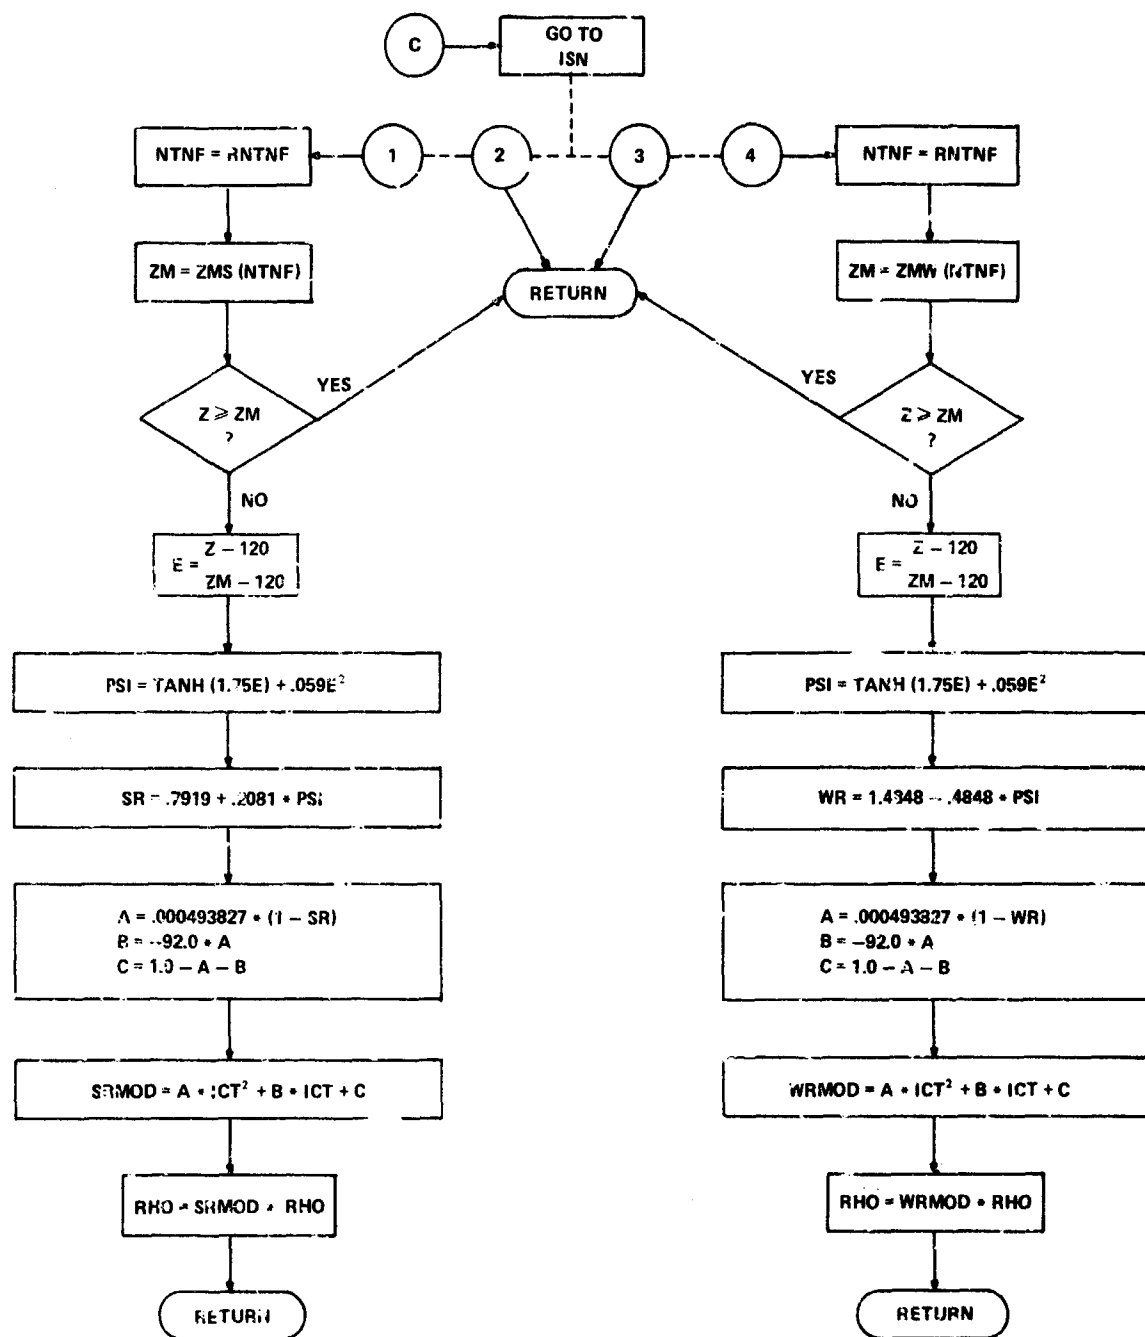 C
GO TO
ISN
NTNF = RNTNF
1
2
3
4
NTNF = RNTNF
ZM = ZMS (NTNF)
RETURN
ZM = ZMW (NTNF)
YES
YES
Z ⩾ ZM
?
Z ⩾ ZM
?
NO
NO
E = Z – 120
ZM – 120
E = Z – 120
ZM – 120
PSI = TANH (1.75E) + .059E²
PSI = TANH (1.75E) + .059E²
SR = .7919 + .2081 * PSI
WR = 1.4848 – .4848 * PSI
A = .000493827 * (1 – SR)
B = –92.0 * A
C = 1.0 – A – B
A = .000493827 * (1 – WR)
B = –92.0 * A
C = 1.0 – A – B
SRMOD = A * ICT² + B * ICT + C
WRMOD = A * ICT² + B * ICT + C
RHO = SRMOD * RHO
RHO = WRMOD * RHO
RETURN
RETURN